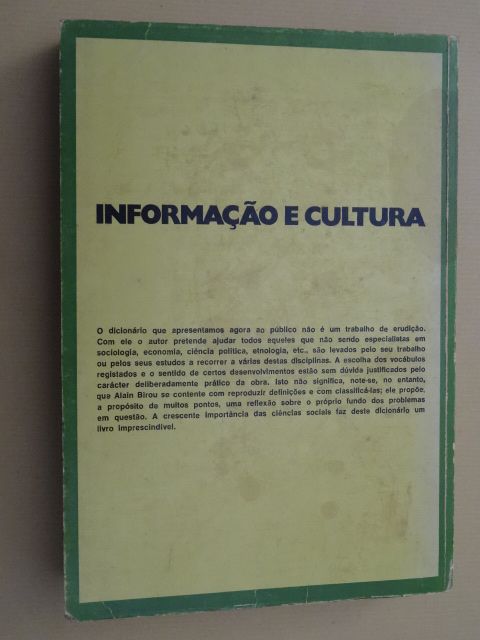 INFORMAÇÃO E CULTURA
O dicionário que apresentamos agora ao público não é um trabalho de erudição.
Com ele o autor pretende ajudar todos aqueles que não sendo especialistas em
sociologia, economia, ciência política, etnologia, etc., são levados pelo seu trabalho
ou pelos seus estudos a recorrer a várias destas disciplinas. A escolha dos vocábulos
registados e o sentido de certos desenvolvimentos estão sem dúvida justificados pelo
carácter deliberadamente prático da obra. Isto não significa, note-se, no entanto,
que Alain Birou se contente com reproduzir definições e com classificá-las; ele propõe,
a propósito de muitos pontos, uma reflexão sobre o próprio fundo dos problemas
em questão. A crescente importância das ciências sociais faz deste dicionário um
livro imprescindível.